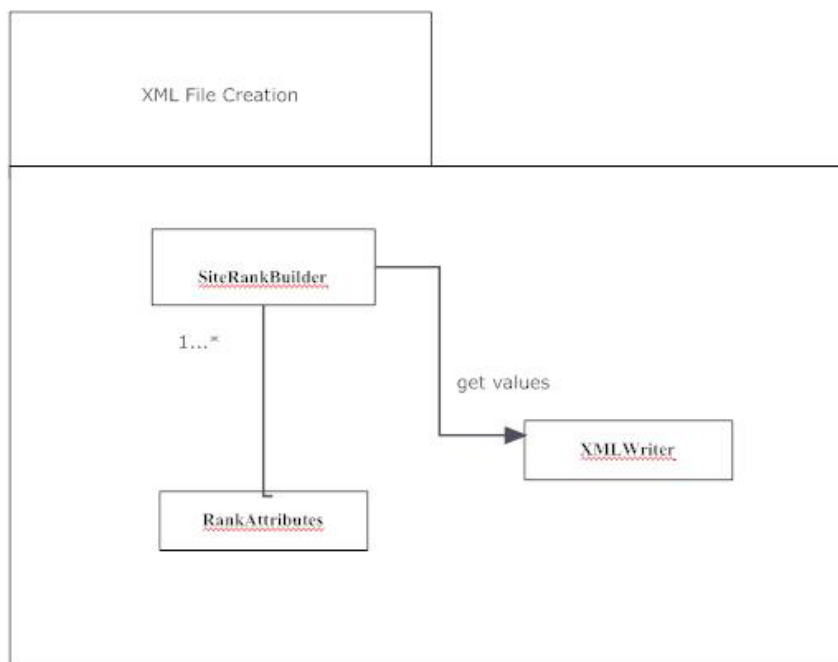 XML File Creation
SiteRankBuilder
1...*
get values
XMLWriter
RankAttributes